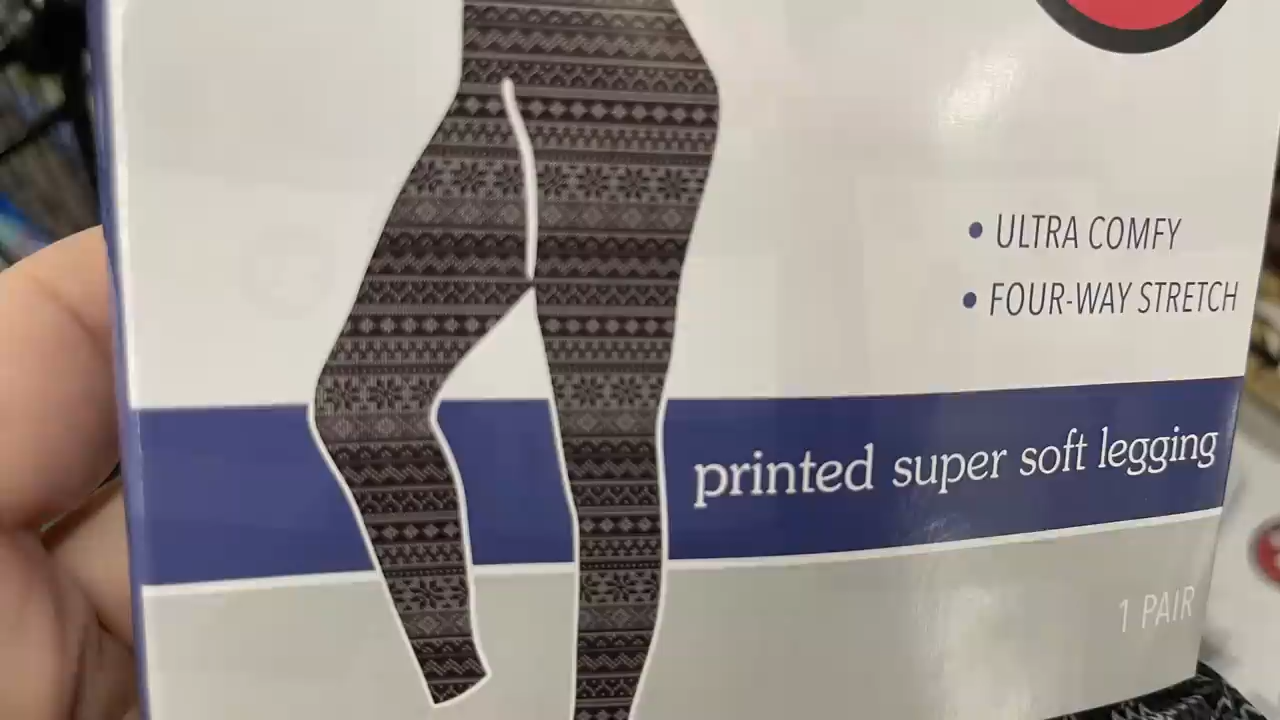 • ULTRA COMFY
• FOUR-WAY STRETCH
printed super soft legging
1 PAIR